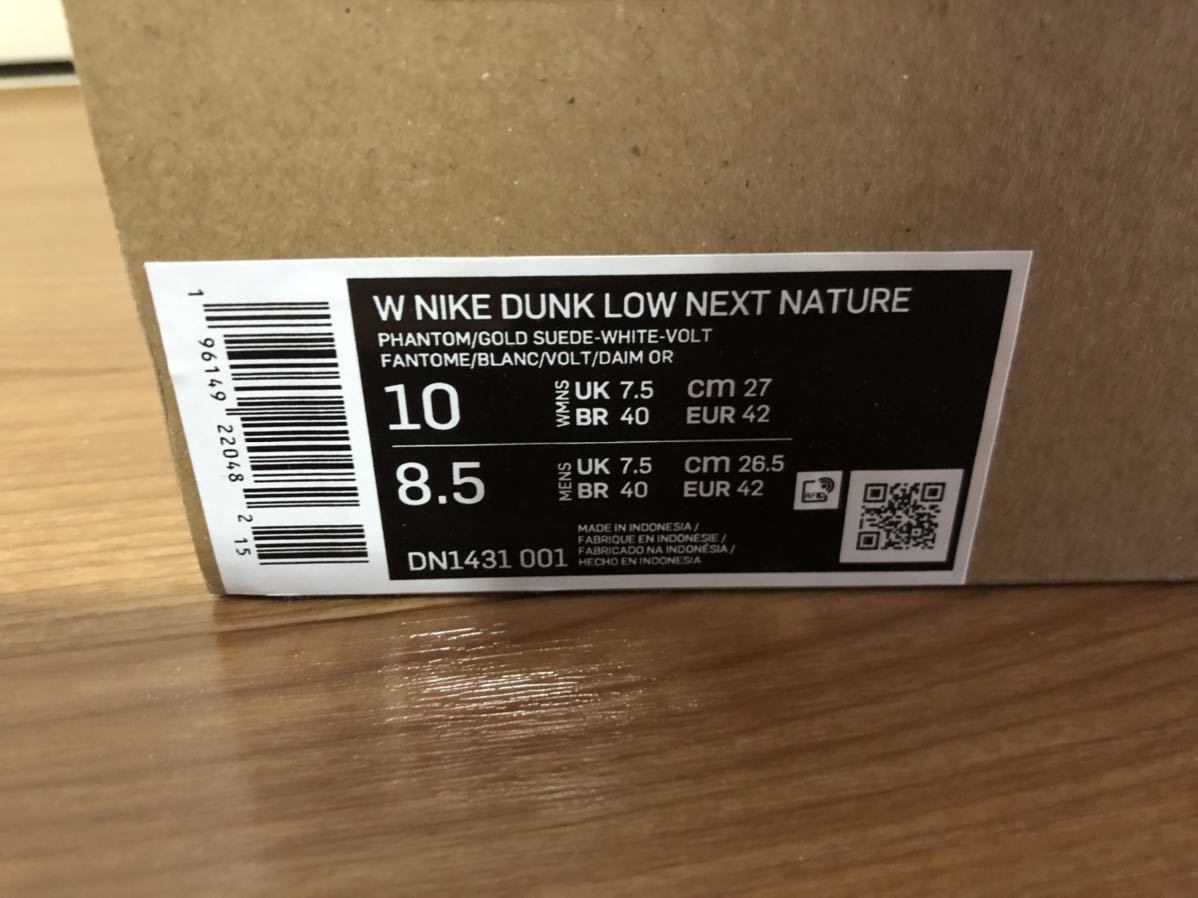 W NIKE DUNK LOW NEXT NATURE
PHANTOM/GOLD SUEDE-WHITE-VOLT
FANTOME/BLANC/VOLT/DAIM OR
10 WMNS UK 7.5 cm 27
BR 40 EUR 42
8.5 MENS UK 7.5 cm 26.5
BR 40 EUR 42
DN1431 001
MADE IN INDONESIA /
FABRIQUE EN INDONESIE /
FABRICADO NA INDONÉSIA /
HECHO EN INDONESIA
RFID
1 96149 22048 2 15